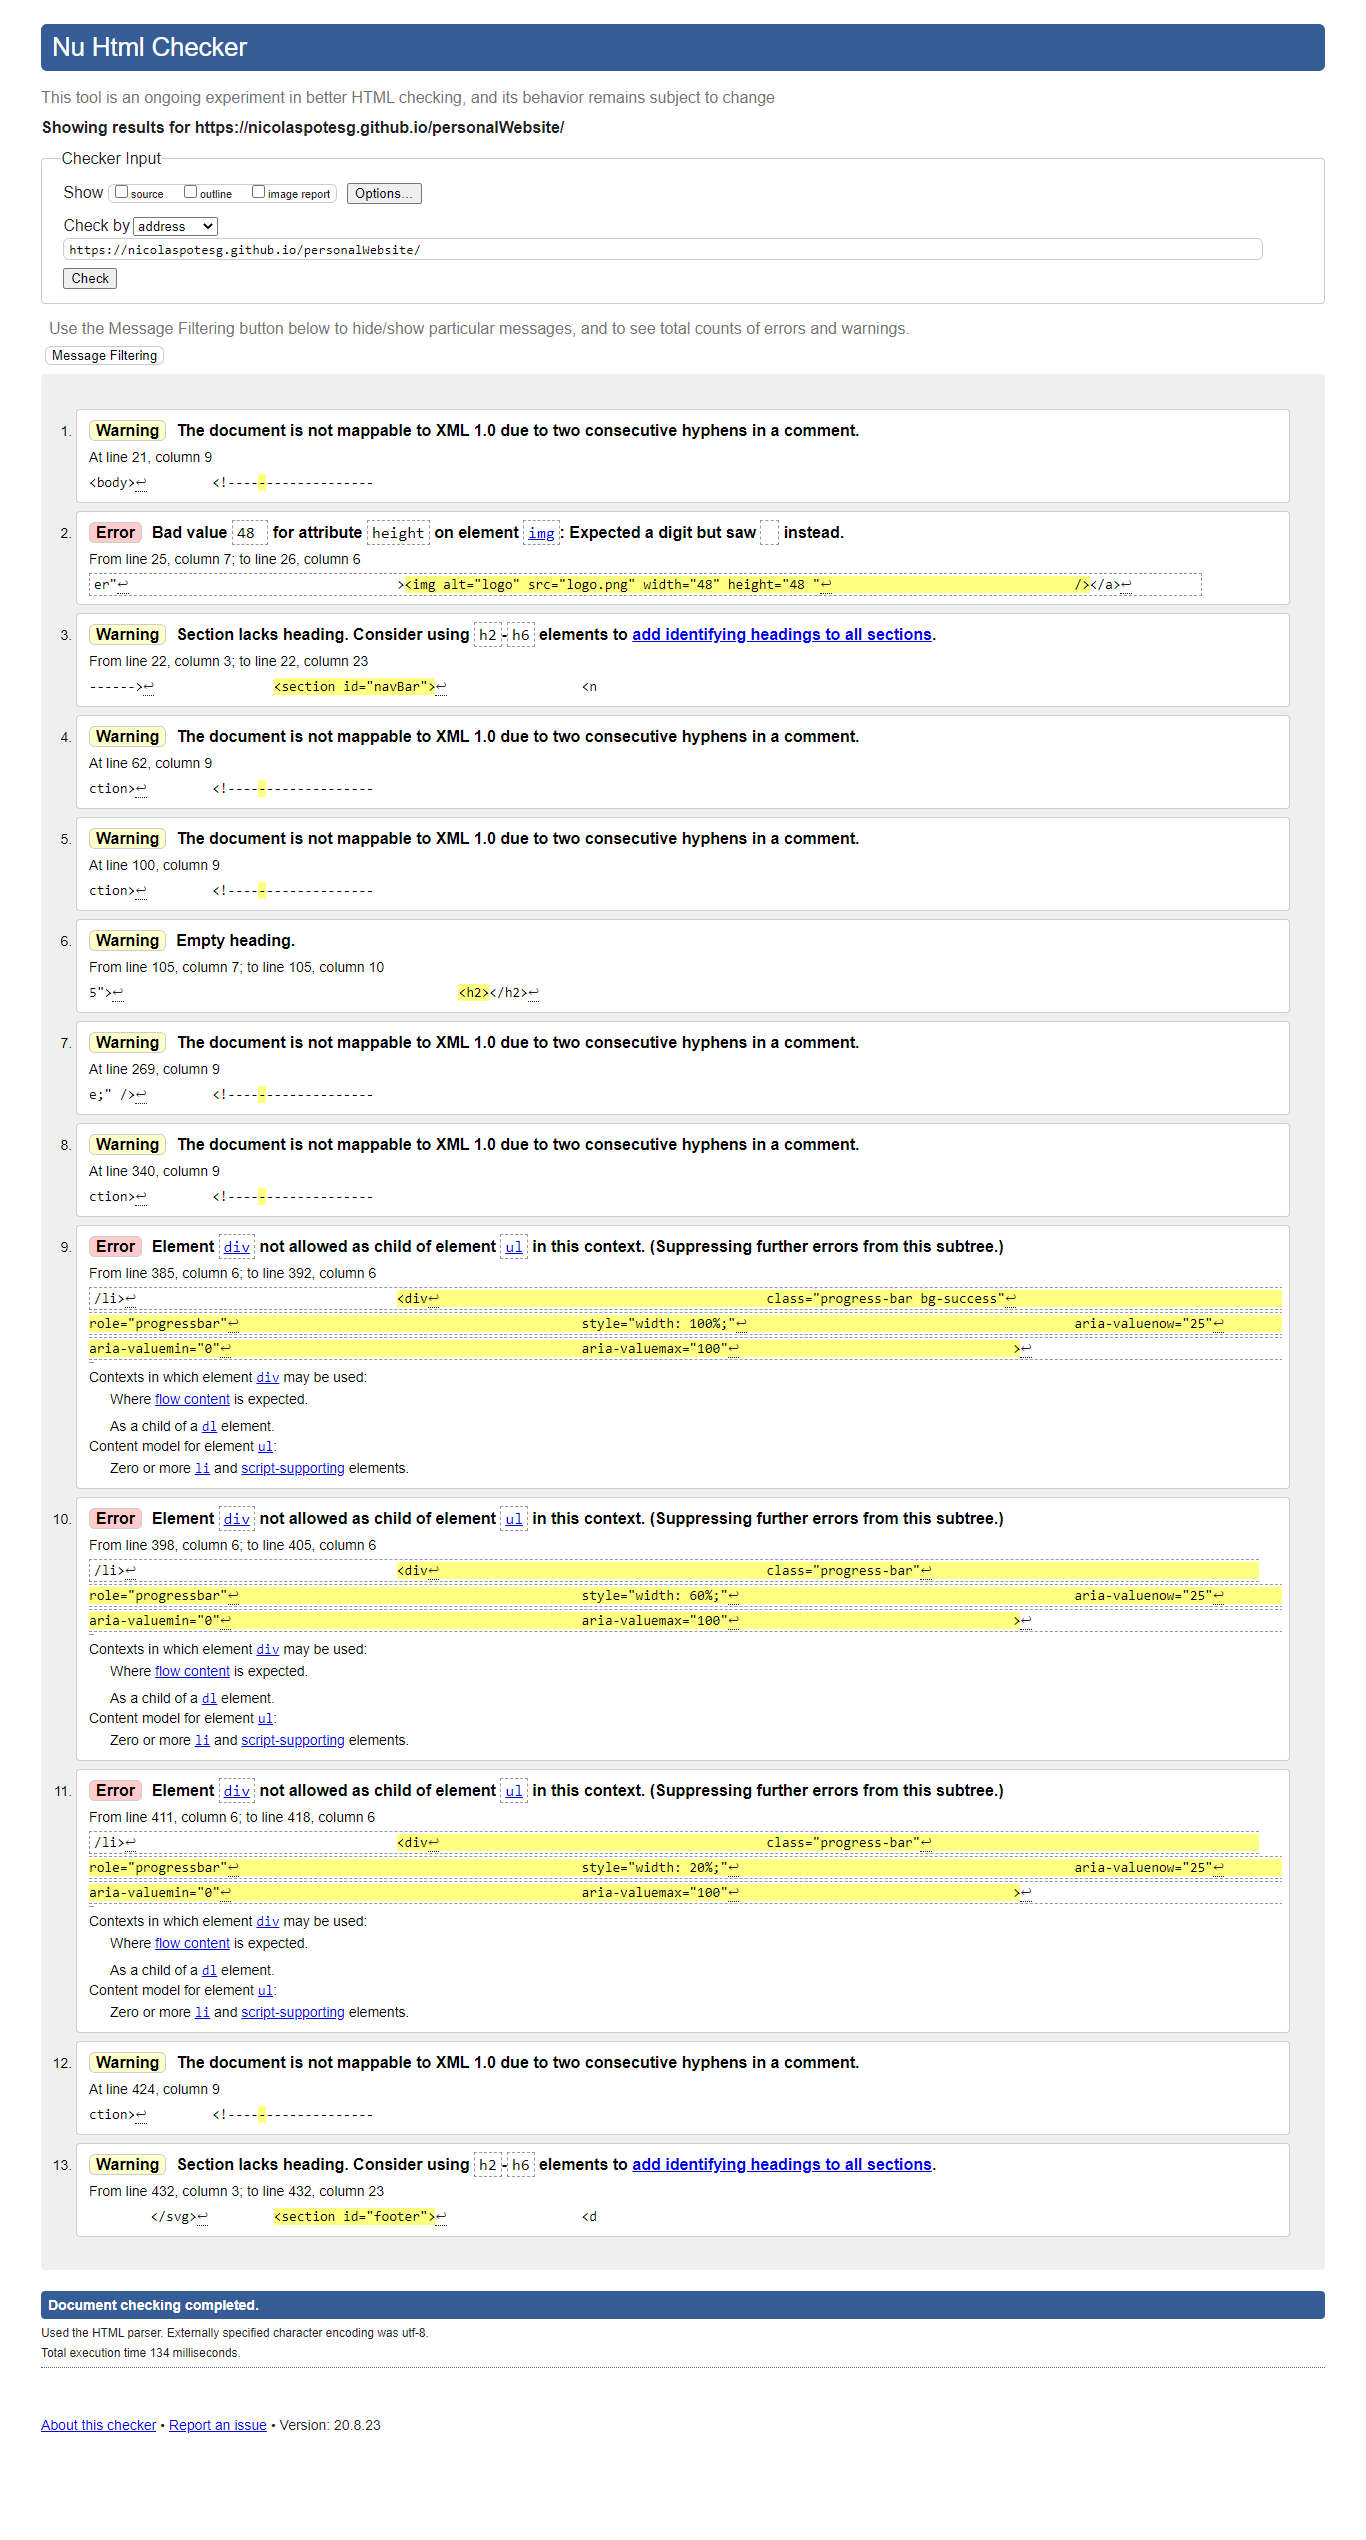 Nu Html Checker
This tool is an ongoing experiment in better HTML checking, and its behavior remains subject to change
Showing results for https://nicolaspotesg.github.io/personalWebsite/
Checker Input
Show source outline image report Options...
Check by address
https://nicolaspotesg.github.io/personalWebsite/
Check
Use the Message Filtering button below to hide/show particular messages, and to see total counts of errors and warnings.
Message Filtering
1. Warning The document is not mappable to XML 1.0 due to two consecutive hyphens in a comment.
At line 21, column 9
<body>↩ <!-------------------
2. Error Bad value 48 for attribute height on element img: Expected a digit but saw instead.
From line 25, column 7; to line 26, column 6
er"↩ ><img alt="logo" src="logo.png" width="48" height="48 "↩ /></a>↩
3. Warning Section lacks heading. Consider using h2-h6 elements to add identifying headings to all sections.
From line 22, column 3; to line 22, column 23
------>↩ <section id="navBar">↩ <n
4. Warning The document is not mappable to XML 1.0 due to two consecutive hyphens in a comment.
At line 62, column 9
ction>↩ <!-------------------
5. Warning The document is not mappable to XML 1.0 due to two consecutive hyphens in a comment.
At line 100, column 9
ction>↩ <!-------------------
6. Warning Empty heading.
From line 105, column 7; to line 105, column 10
5">↩ <h2></h2>↩
7. Warning The document is not mappable to XML 1.0 due to two consecutive hyphens in a comment.
At line 269, column 9
e;" />↩ <!-------------------
8. Warning The document is not mappable to XML 1.0 due to two consecutive hyphens in a comment.
At line 340, column 9
ction>↩ <!-------------------
9. Error Element div not allowed as child of element ul in this context. (Suppressing further errors from this subtree.)
From line 385, column 6; to line 392, column 6
/li>↩ <div↩ class="progress-bar bg-success"↩
role="progressbar"↩ style="width: 100%;"↩ aria-valuenow="25"↩
aria-valuemin="0"↩ aria-valuemax="100"↩ >↩
Contexts in which element div may be used:
Where flow content is expected.
As a child of a dl element.
Content model for element ul:
Zero or more li and script-supporting elements.
10. Error Element div not allowed as child of element ul in this context. (Suppressing further errors from this subtree.)
From line 398, column 6; to line 405, column 6
/li>↩ <div↩ class="progress-bar"↩
role="progressbar"↩ style="width: 60%;"↩ aria-valuenow="25"↩
aria-valuemin="0"↩ aria-valuemax="100"↩ >↩
Contexts in which element div may be used:
Where flow content is expected.
As a child of a dl element.
Content model for element ul:
Zero or more li and script-supporting elements.
11. Error Element div not allowed as child of element ul in this context. (Suppressing further errors from this subtree.)
From line 411, column 6; to line 418, column 6
/li>↩ <div↩ class="progress-bar"↩
role="progressbar"↩ style="width: 20%;"↩ aria-valuenow="25"↩
aria-valuemin="0"↩ aria-valuemax="100"↩ >↩
Contexts in which element div may be used:
Where flow content is expected.
As a child of a dl element.
Content model for element ul:
Zero or more li and script-supporting elements.
12. Warning The document is not mappable to XML 1.0 due to two consecutive hyphens in a comment.
At line 424, column 9
ction>↩ <!-------------------
13. Warning Section lacks heading. Consider using h2-h6 elements to add identifying headings to all sections.
From line 432, column 3; to line 432, column 23
</svg>↩ <section id="footer">↩ <d
Document checking completed.
Used the HTML parser. Externally specified character encoding was utf-8.
Total execution time 134 milliseconds.
About this checker • Report an issue • Version: 20.8.23